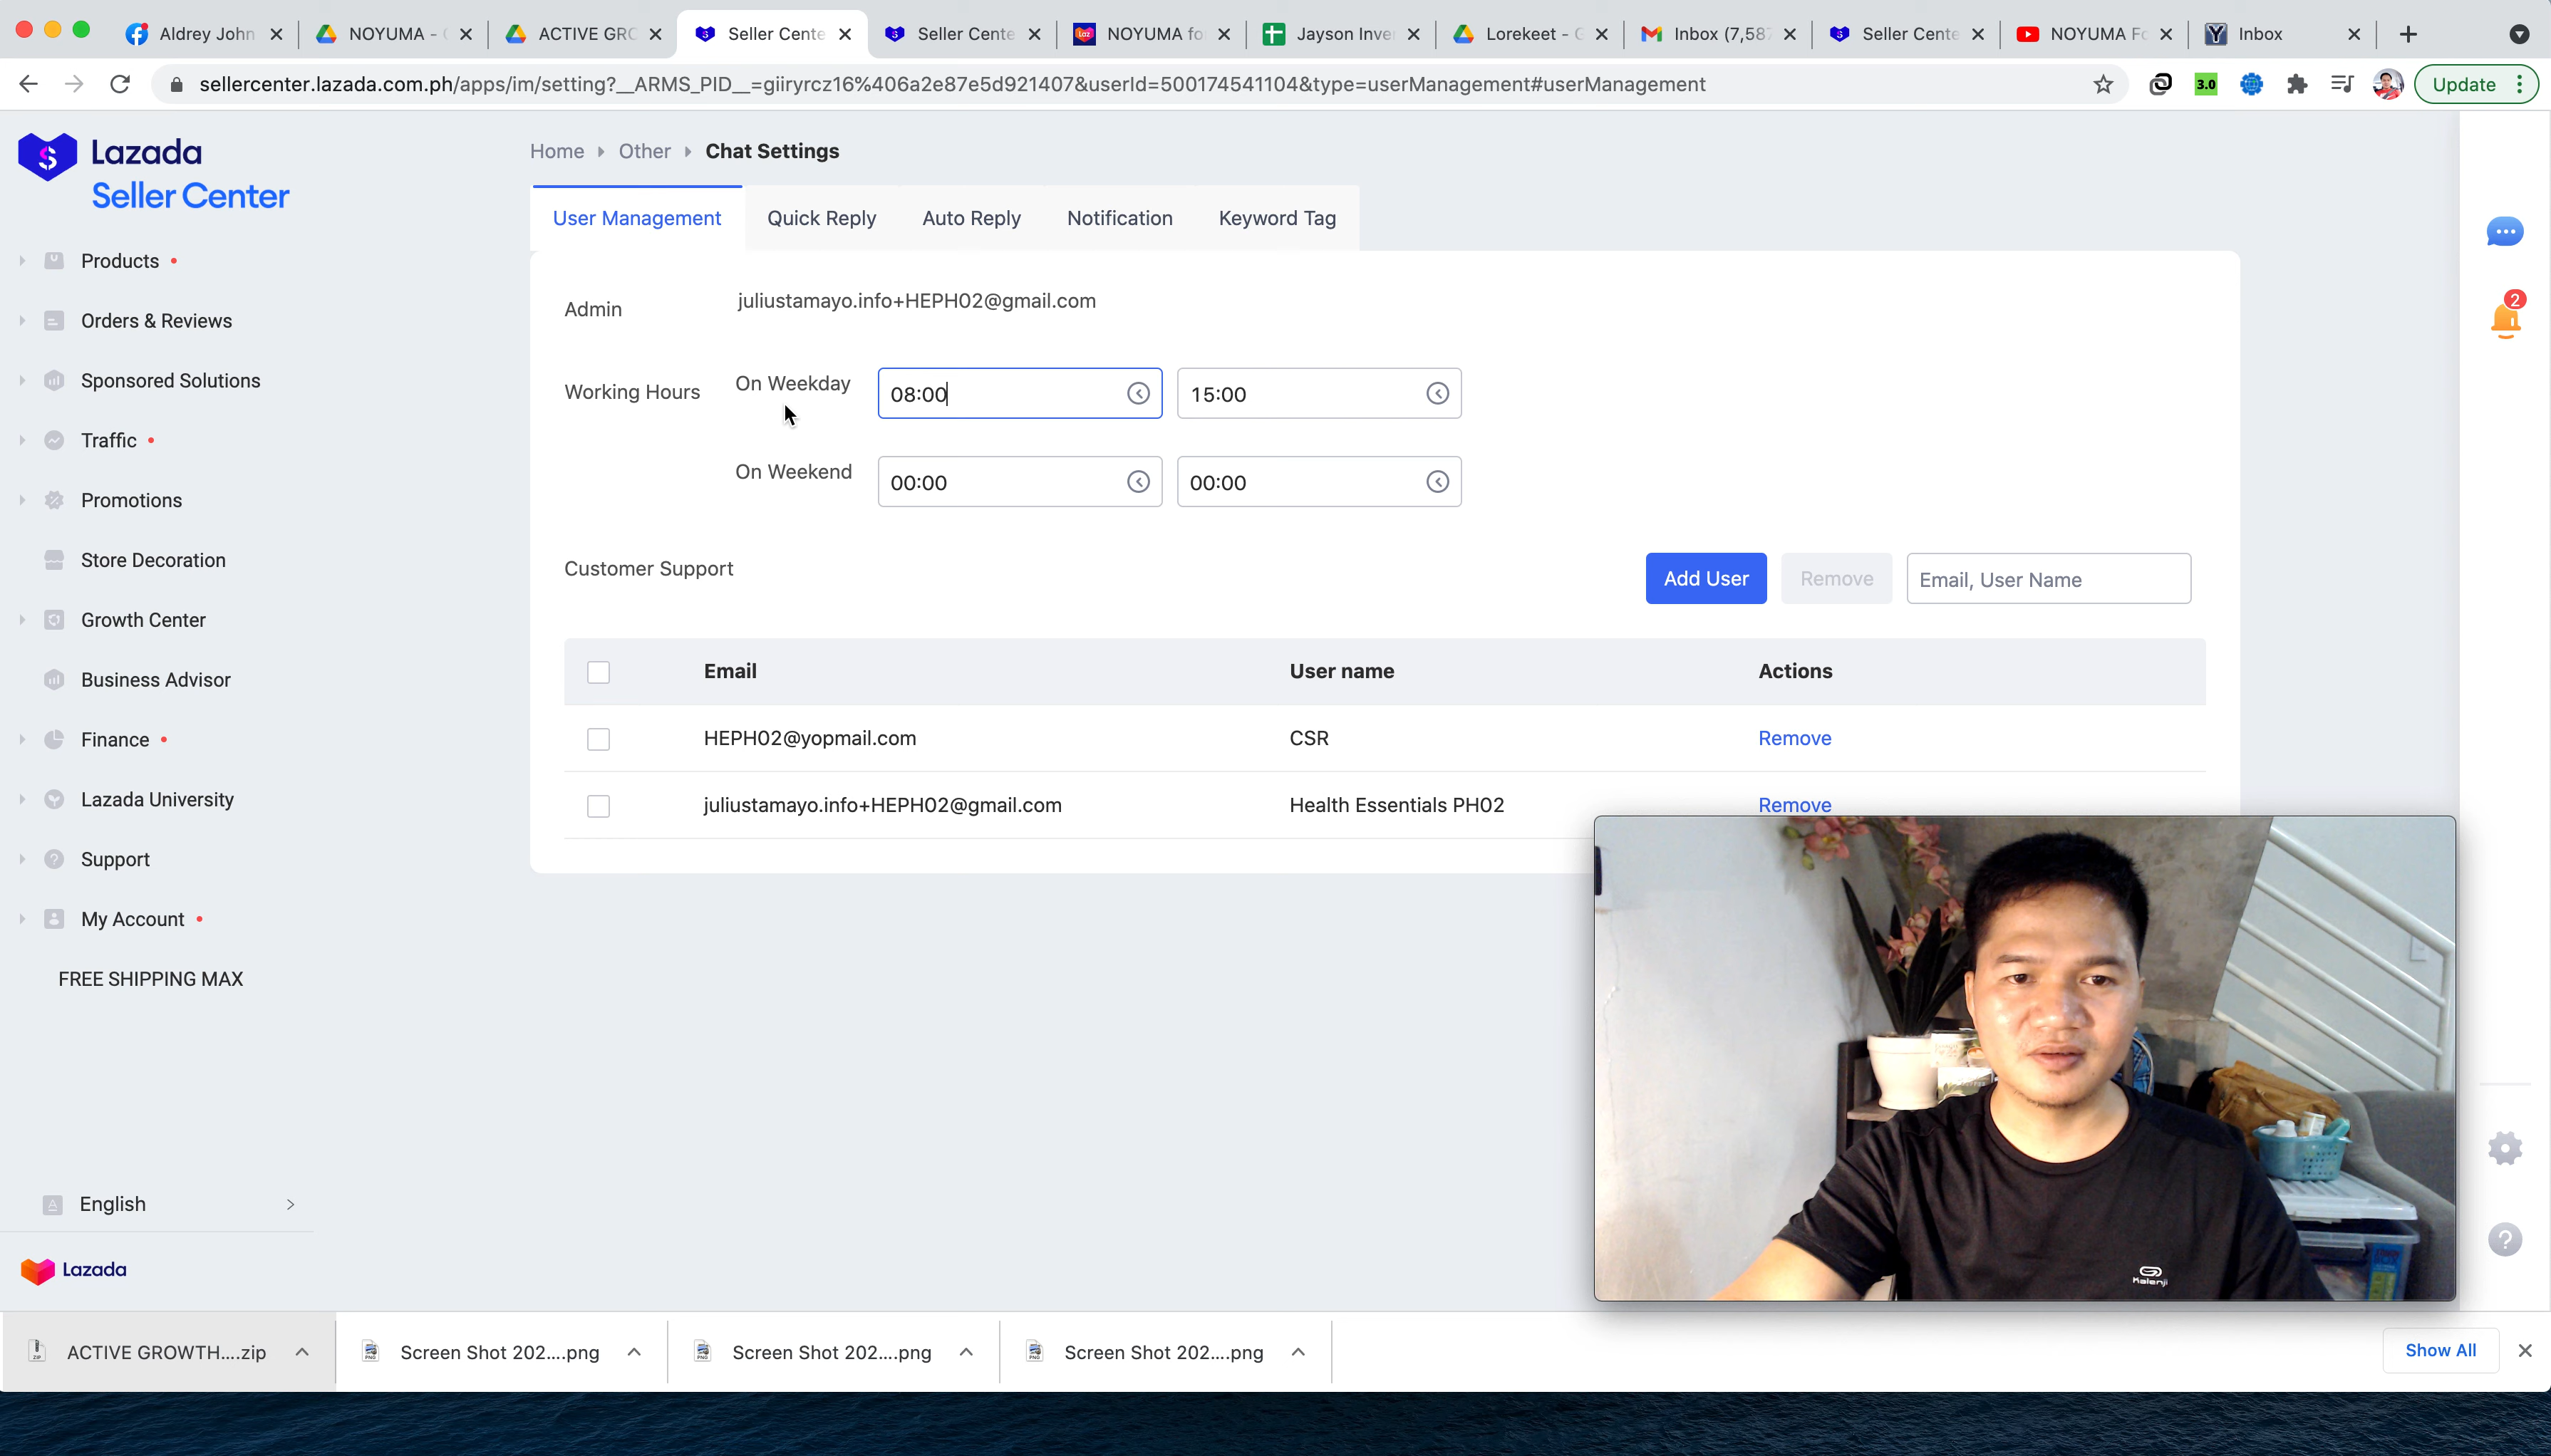 Aldrey John
NOYUMA - G
ACTIVE GRO
Seller Cente
Seller Cente
NOYUMA fo
Jayson Inve
Lorekeet - G
Inbox (7,587
Seller Cente
NOYUMA Fo
Inbox
sellercenter.lazada.com.ph/apps/im/setting?__ARMS_PID__=giiryrcz16%406a2e87e5d921407&userId=500174541104&type=userManagement#userManagement
3.0
Update
Lazada
Seller Center
Home
Other
Chat Settings
User Management
Quick Reply
Auto Reply
Notification
Keyword Tag
Products
Orders & Reviews
Sponsored Solutions
Traffic
Promotions
Store Decoration
Growth Center
Business Advisor
Finance
Lazada University
Support
My Account
FREE SHIPPING MAX
English
Lazada
Admin
juliustamayo.info+HEPH02@gmail.com
Working Hours
On Weekday
08:00
15:00
On Weekend
00:00
00:00
Customer Support
Add User
Remove
Email, User Name
Email
User name
Actions
HEPH02@yopmail.com
CSR
Remove
juliustamayo.info+HEPH02@gmail.com
Health Essentials PH02
Remove
2
Kalenji
ACTIVE GROWTH....zip
Screen Shot 202....png
Screen Shot 202....png
Screen Shot 202....png
Show All